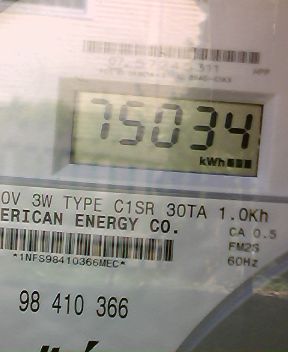 75034
kWh
0V 3W TYPE C1SR 30TA 1.0Kh
ERICAN ENERGY CO.
CA 0.5
FM2S
60Hz
*1NFS98410366MEC*
98 410 366